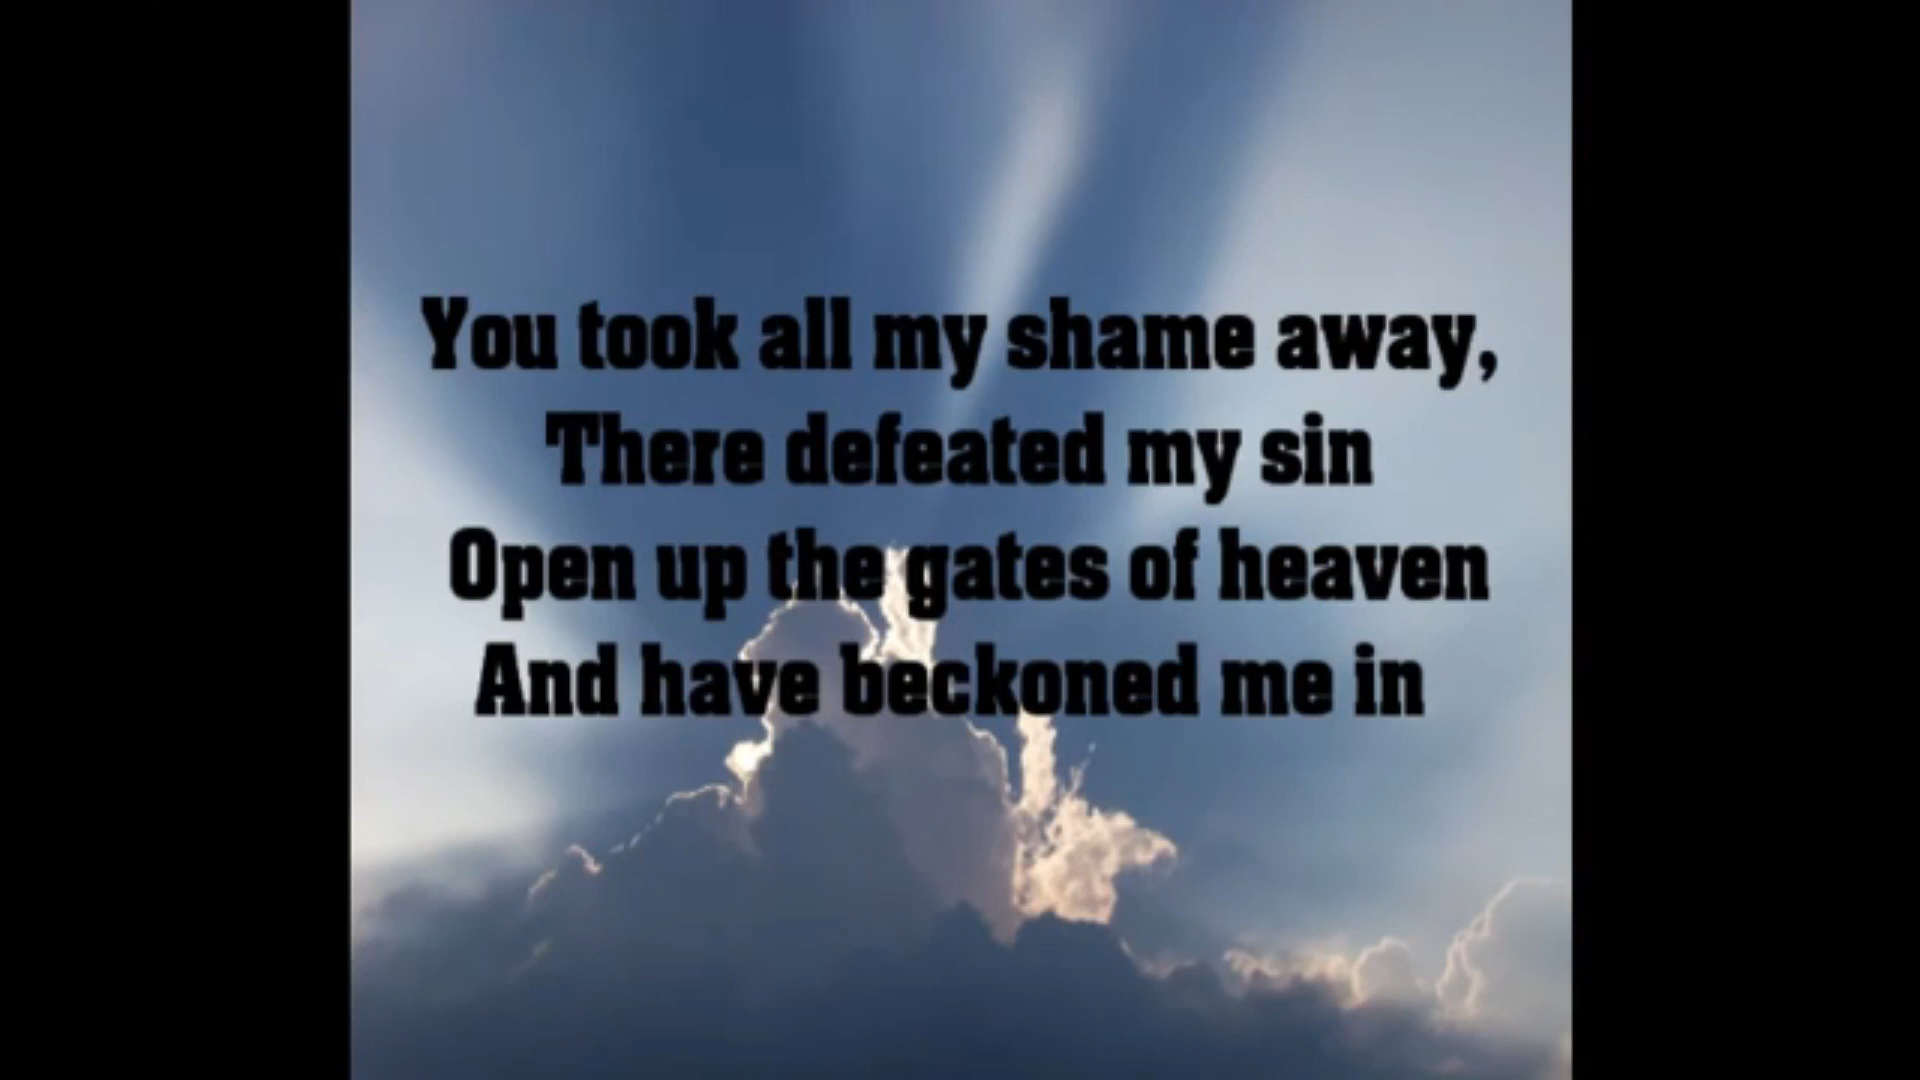 You took all my shame away,
There defeated my sin
Open up the gates of heaven
And have beckoned me in